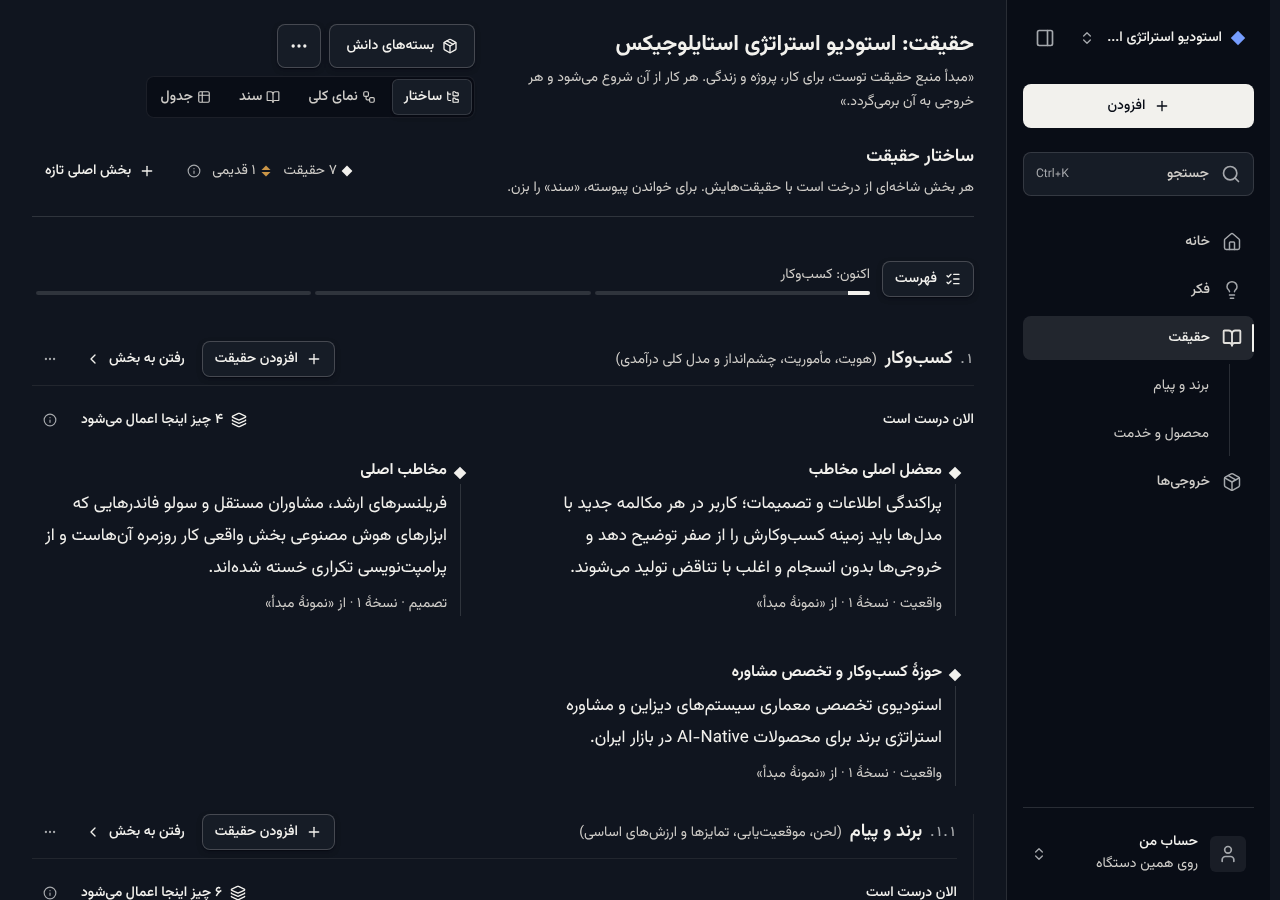 استودیو استراتژی ا...
افزودن
جستجو
Ctrl+K
خانه
فکر
حقیقت
برند و پیام
محصول و خدمت
خروجی‌ها
حساب من
روی همین دستگاه
حقیقت: استودیو استراتژی استایلوجیکس
«مبدأ منبع حقیقت توست، برای کار، پروژه و زندگی. هر کار از آن شروع می‌شود و هر
خروجی به آن برمی‌گردد.»
بسته‌های دانش
ساختار
نمای کلی
سند
جدول
ساختار حقیقت
هر بخش شاخه‌ای از درخت است با حقیقت‌هایش. برای خواندن پیوسته، «سند» را بزن.
۷ حقیقت
۱ قدیمی
بخش اصلی تازه
فهرست
اکنون: کسب‌وکار
۱. کسب‌وکار (هویت، مأموریت، چشم‌انداز و مدل کلی درآمدی)
افزودن حقیقت
رفتن به بخش
الان درست است
۴ چیز اینجا اعمال می‌شود
معضل اصلی مخاطب
پراکندگی اطلاعات و تصمیمات؛ کاربر در هر مکالمه جدید با
مدل‌ها باید زمینه کسب‌وکارش را از صفر توضیح دهد و
خروجی‌ها بدون انسجام و اغلب با تناقض تولید می‌شوند.
واقعیت · نسخهٔ ۱ · از «نمونهٔ مبدأ»
مخاطب اصلی
فریلنسرهای ارشد، مشاوران مستقل و سولو فاندرهایی که
ابزارهای هوش مصنوعی بخش واقعی کار روزمره آن‌هاست و از
پرامپت‌نویسی تکراری خسته شده‌اند.
تصمیم · نسخهٔ ۱ · از «نمونهٔ مبدأ»
حوزهٔ کسب‌وکار و تخصص مشاوره
استودیوی تخصصی معماری سیستم‌های دیزاین و مشاوره
استراتژی برند برای محصولات AI-Native در بازار ایران.
واقعیت · نسخهٔ ۱ · از «نمونهٔ مبدأ»
۱.۱. برند و پیام (لحن، موقعیت‌یابی، تمایزها و ارزش‌های اساسی)
افزودن حقیقت
رفتن به بخش
الان درست است
۶ چیز اینجا اعمال می‌شود